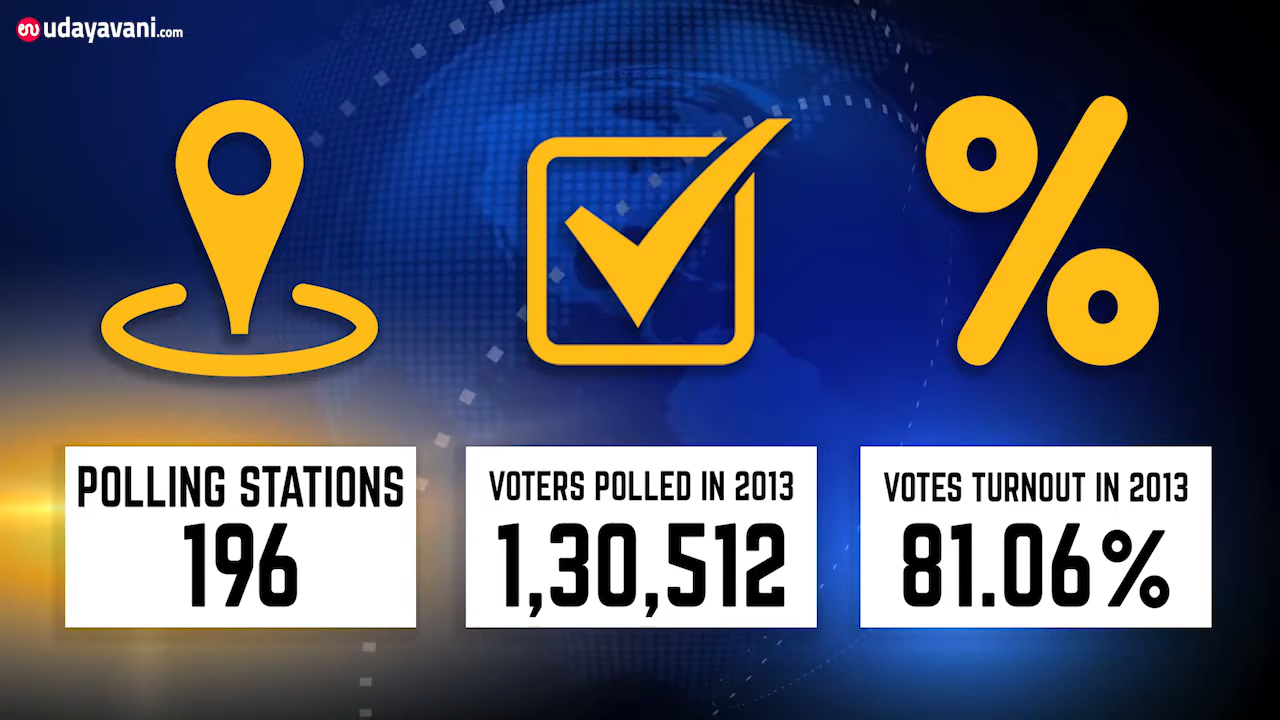 udayavani.com
POLLING STATIONS
196
VOTERS POLLED IN 2013
1,30,512
VOTES TURNOUT IN 2013
81.06%